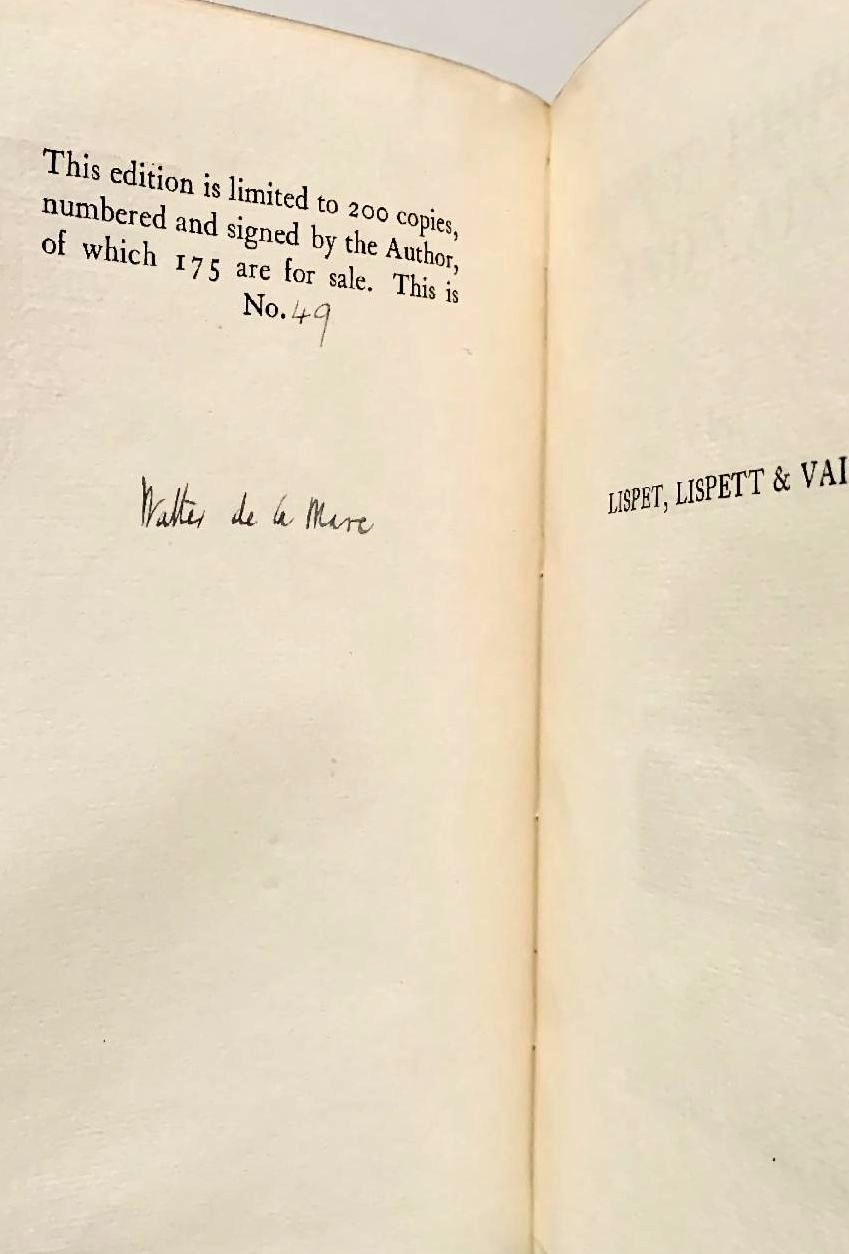 This edition is limited to 200 copies,
numbered and signed by the Author,
of which 175 are for sale. This is
No. 49
Walter de la Mare
LISPET, LISPETT & VAI